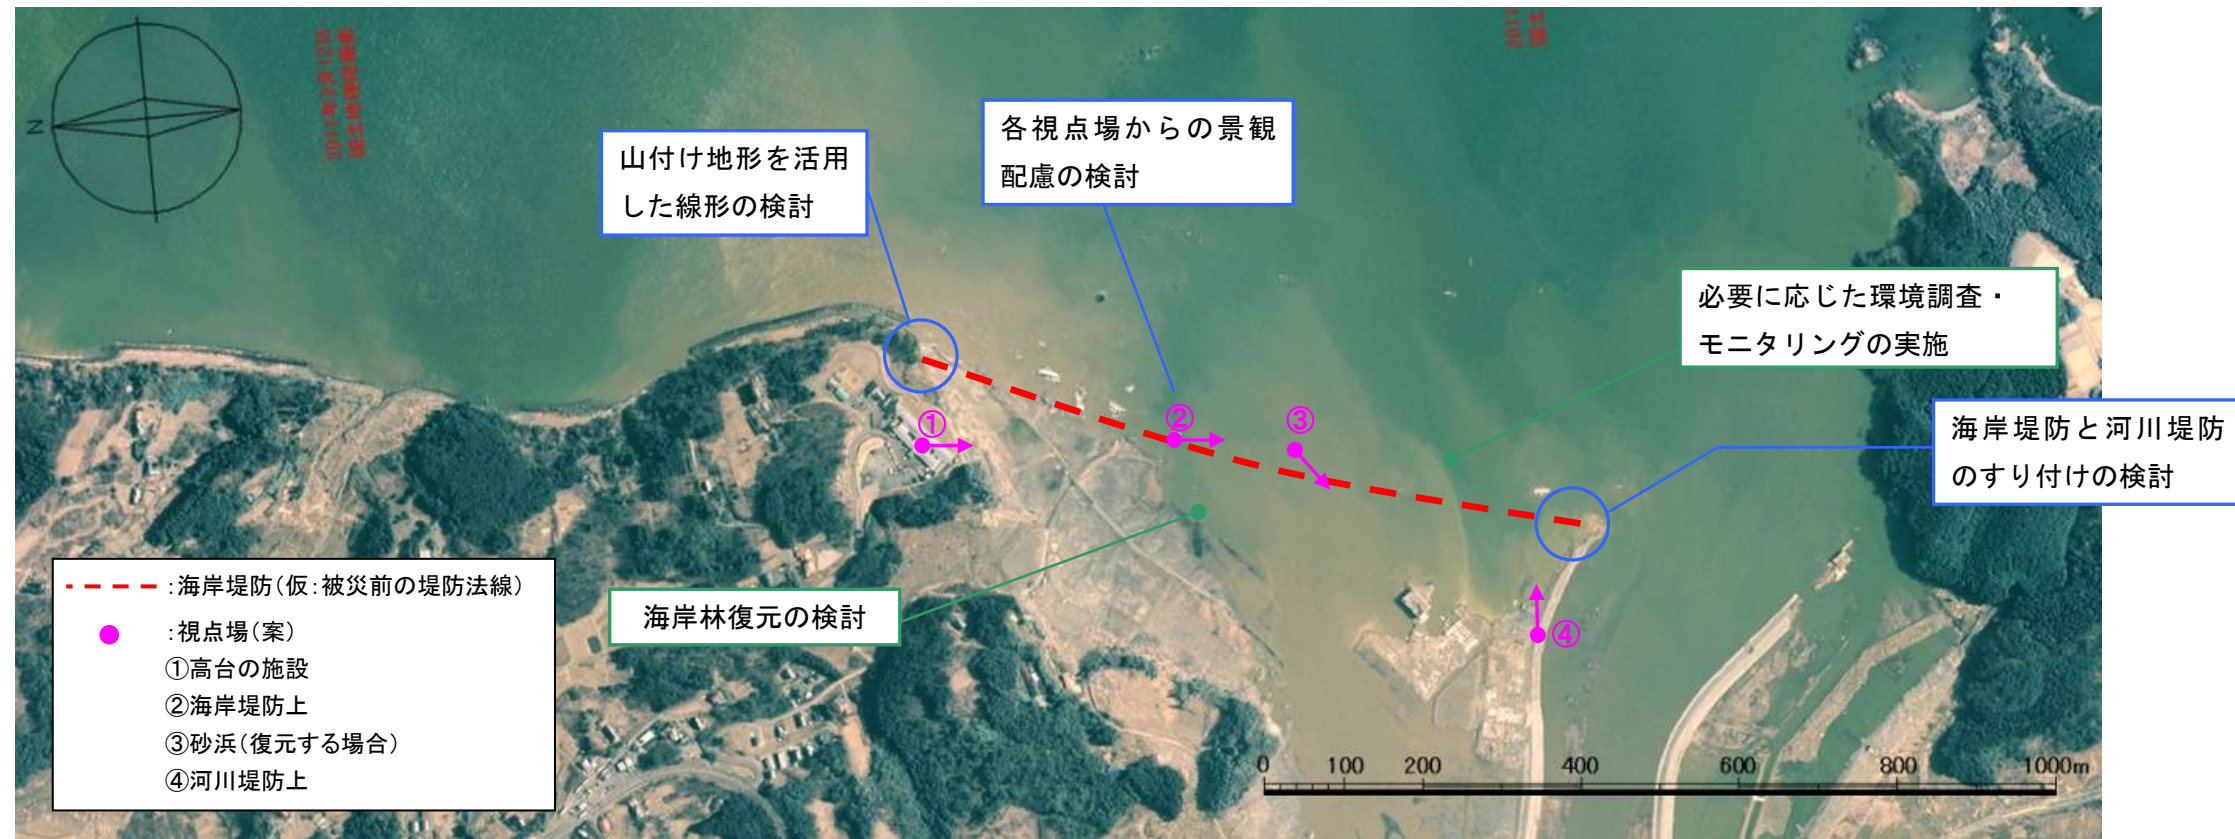 N
山付け地形を活用
した線形の検討
各視点場からの景観
配慮の検討
必要に応じた環境調査・
モニタリングの実施
海岸堤防と河川堤防
のすり付けの検討
海岸林復元の検討
①
②
③
④
:海岸堤防(仮:被災前の堤防法線)
:視点場(案)
①高台の施設
②海岸堤防上
③砂浜(復元する場合)
④河川堤防上
0 100 200 400 600 800 1000m